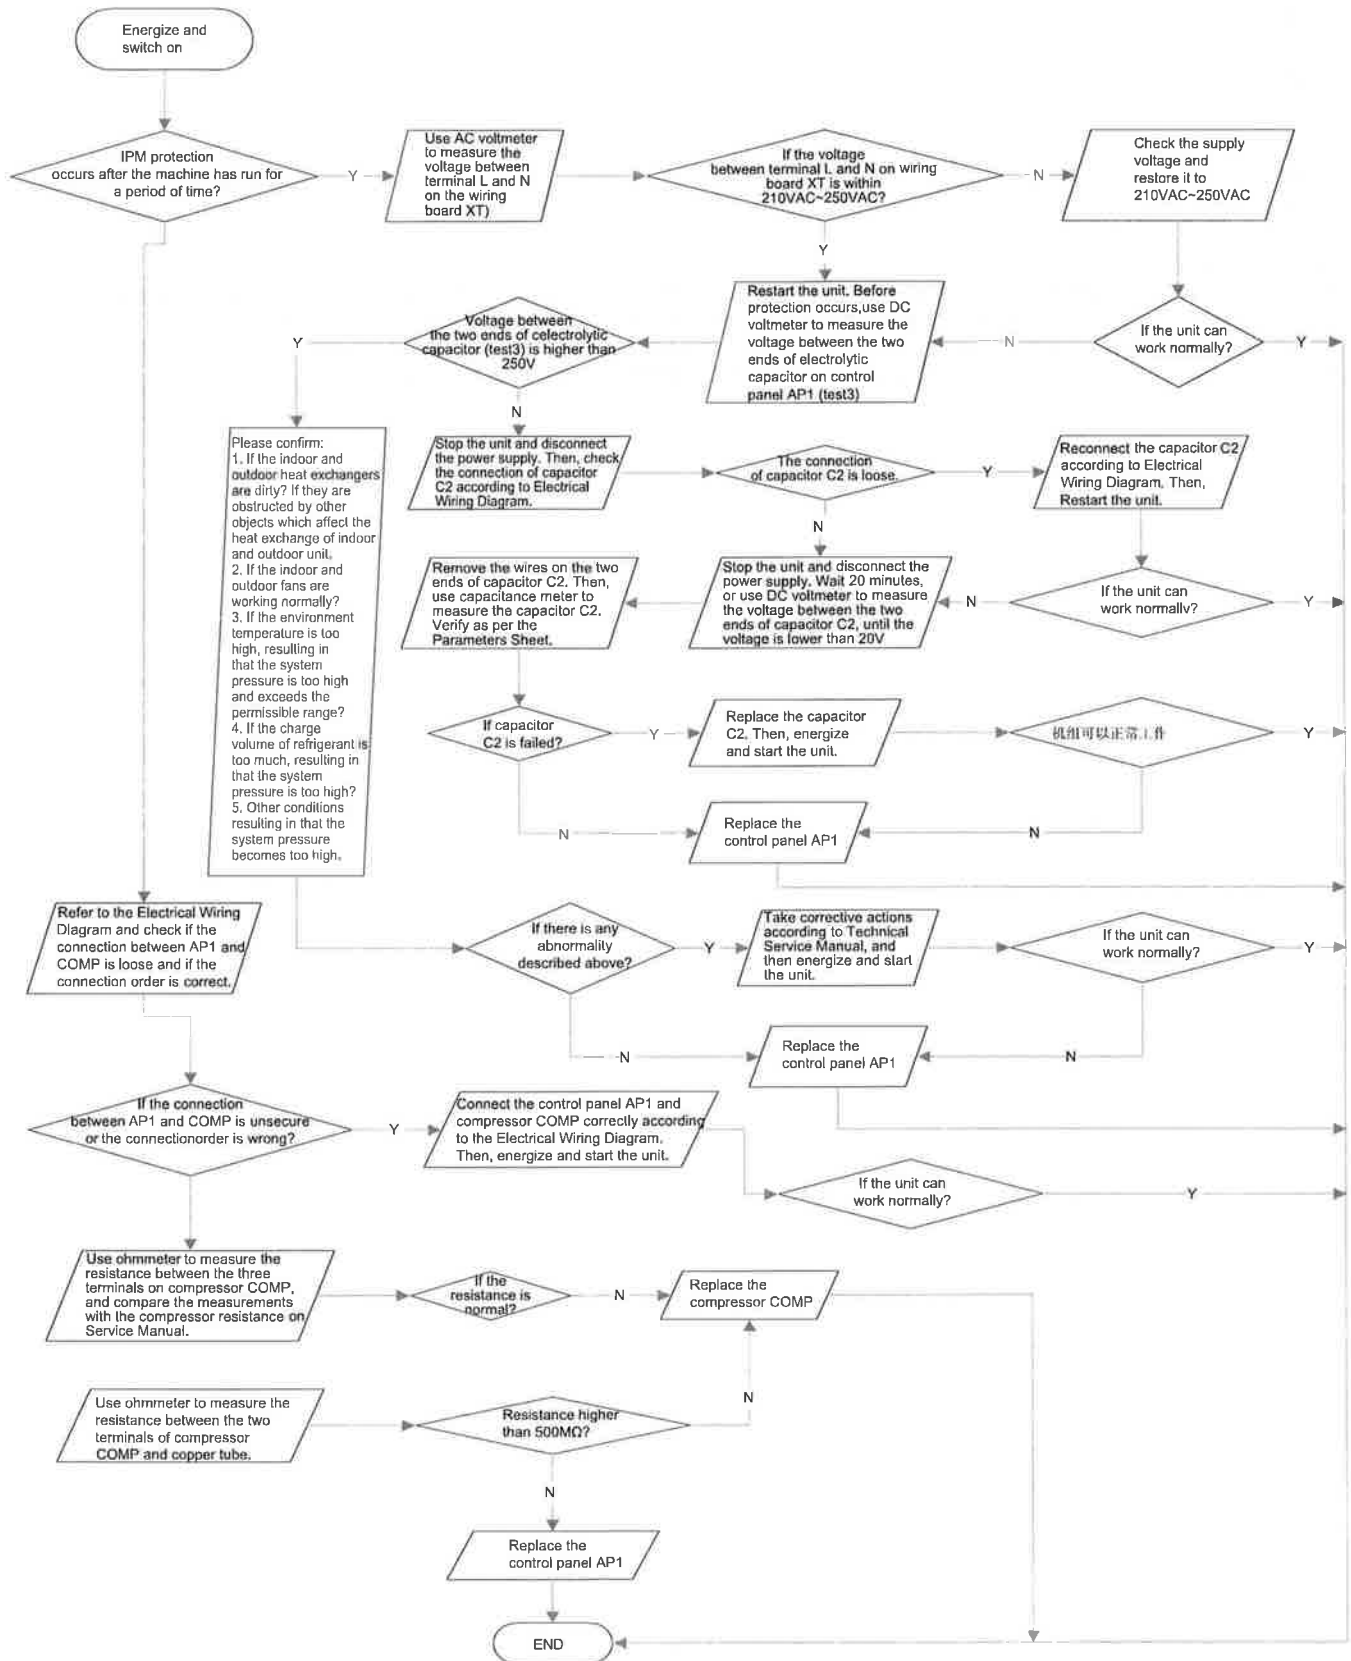 Energize and
switch on
IPM protection
occurs after the machine has run for
a period of time?
Y
Use AC voltmeter
to measure the
voltage between
terminal L and N
on the wiring
board XT)
If the voltage
between terminal L and N on wiring
board XT is within
210VAC~250VAC?
N
Check the supply
voltage and
restore it to
210VAC~250VAC
Y
Voltage between
the two ends of celectrolytic
capacitor (test3) is higher than
250V
Restart the unit. Before
protection occurs,use DC
voltmeter to measure the
voltage between the two
ends of electrolytic
capacitor on control
panel AP1 (test3)
N
If the unit can
work normally?
Y
Y
N
Please confirm:
1. If the indoor and
outdoor heat exchangers
are dirty? If they are
obstructed by other
objects which affect the
heat exchange of indoor
and outdoor unit.
2. If the indoor and
outdoor fans are
working normally?
3. If the environment
temperature is too
high, resulting in
that the system
pressure is too high
and exceeds the
permissible range?
4. If the charge
volume of refrigerant is
too much, resulting in
that the system
pressure is too high?
5. Other conditions
resulting in that the
system pressure
becomes too high.
Stop the unit and disconnect
the power supply. Then, check
the connection of capacitor
C2 according to Electrical
Wiring Diagram.
The connection
of capacitor C2 is loose.
Y
Reconnect the capacitor C2
according to Electrical
Wiring Diagram. Then,
Restart the unit.
N
Remove the wires on the two
ends of capacitor C2. Then,
use capacitance meter to
measure the capacitor C2.
Verify as per the
Parameters Sheet.
Stop the unit and disconnect the
power supply. Wait 20 minutes,
or use DC voltmeter to measure
the voltage between the two
ends of capacitor C2, until the
voltage is lower than 20V
N
If the unit can
work normally?
Y
If capacitor
C2 is failed?
Y
Replace the capacitor
C2. Then, energize
and start the unit.
机组可以正常工作
Y
N
Replace the
control panel AP1
N
Refer to the Electrical Wiring
Diagram and check if the
connection between AP1 and
COMP is loose and if the
connection order is correct.
If there is any
abnormality
described above?
Y
Take corrective actions
according to Technical
Service Manual, and
then energize and start
the unit.
If the unit can
work normally?
Y
N
Replace the
control panel AP1
N
If the connection
between AP1 and COMP is unsecure
or the connectionorder is wrong?
Y
Connect the control panel AP1 and
compressor COMP correctly according
to the Electrical Wiring Diagram.
Then, energize and start the unit.
If the unit can
work normally?
Y
Use ohmmeter to measure the
resistance between the three
terminals on compressor COMP,
and compare the measurements
with the compressor resistance on
Service Manual.
If the
resistance is
normal?
N
Replace the
compressor COMP
Use ohmmeter to measure the
resistance between the two
terminals of compressor
COMP and copper tube.
Resistance higher
than 500MΩ?
N
N
Replace the
control panel AP1
END